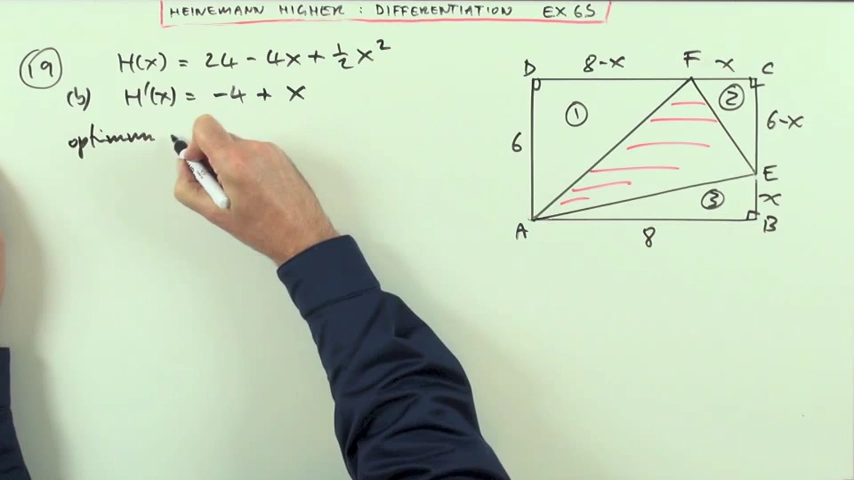 HEINEMANN HIGHER : DIFFERENTIATION EX 6S
19
H(x) = 24 - 4x + ½x²
(b) H'(x) = -4 + x
optimum
D 8-x F x C
1 2
6 6-x
E
3 x
A 8 B